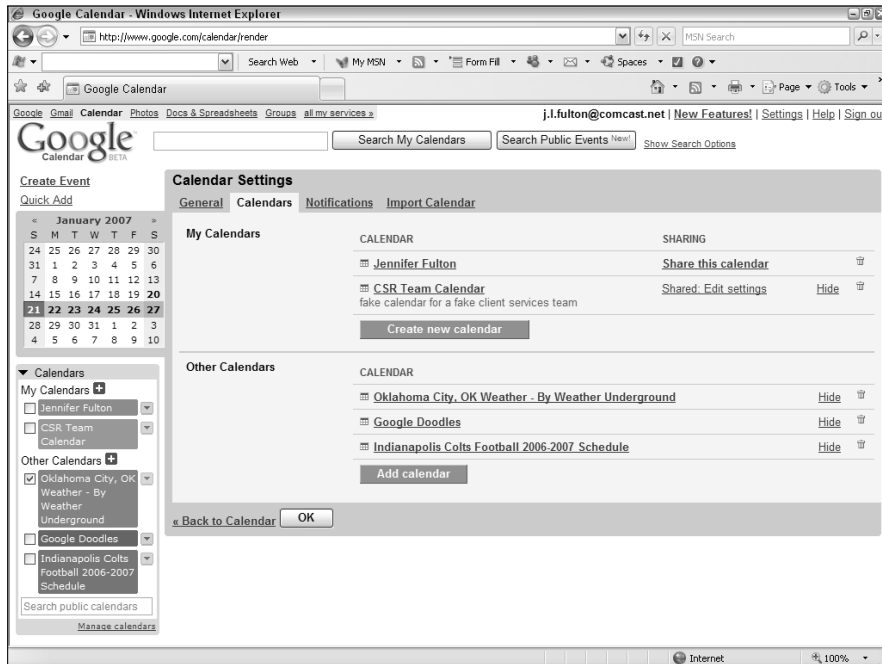 Google Calendar - Windows Internet Explorer
http://www.google.com/calendar/render
MSN Search
Search Web
My MSN
Form Fill
Spaces
Google Calendar
Page
Tools
Google Gmail Calendar Photos Docs & Spreadsheets Groups all my services »
j.l.fulton@comcast.net | New Features! | Settings | Help | Sign ou
Google
Calendar BETA
Search My Calendars
Search Public Events New!
Show Search Options
Create Event
Quick Add
« January 2007 »
S M T W T F S
24 25 26 27 28 29 30
31 1 2 3 4 5 6
7 8 9 10 11 12 13
14 15 16 17 18 19 20
21 22 23 24 25 26 27
28 29 30 31 1 2 3
4 5 6 7 8 9 10
Calendars
My Calendars
Jennifer Fulton
CSR Team
Calendar
Other Calendars
Oklahoma City, OK
Weather - By
Weather
Underground
Google Doodles
Indianapolis Colts
Football 2006-2007
Schedule
Search public calendars
Manage calendars
Calendar Settings
General Calendars Notifications Import Calendar
My Calendars
CALENDAR SHARING
Jennifer Fulton Share this calendar
CSR Team Calendar Shared: Edit settings Hide
fake calendar for a fake client services team
Create new calendar
Other Calendars
CALENDAR
Oklahoma City, OK Weather - By Weather Underground Hide
Google Doodles Hide
Indianapolis Colts Football 2006-2007 Schedule Hide
Add calendar
« Back to Calendar OK
Internet
100%